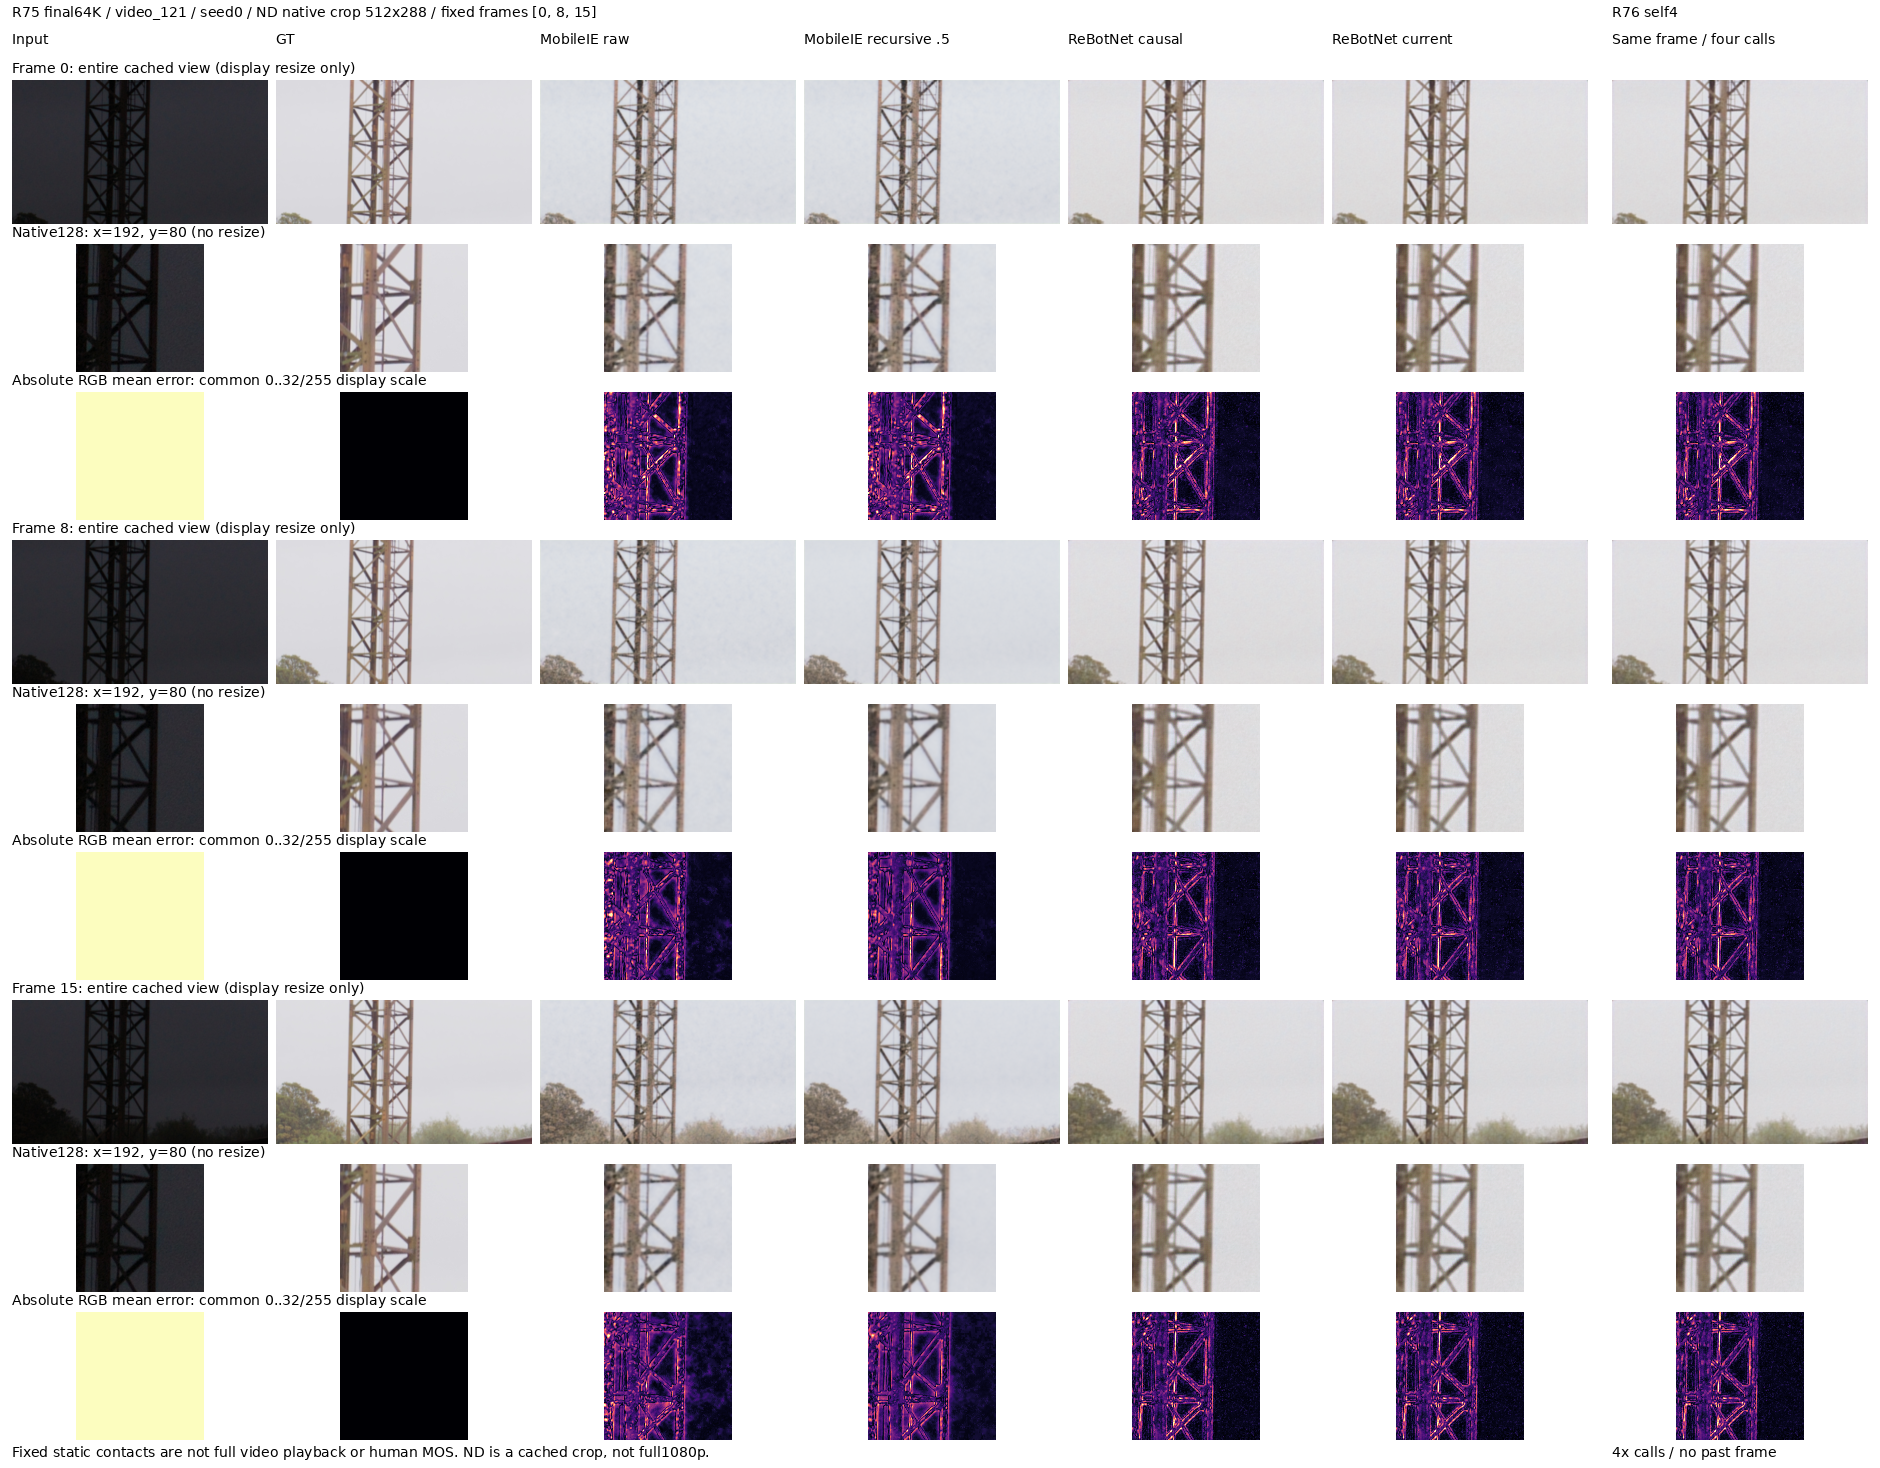 R75 final64K / video_121 / seed0 / ND native crop 512x288 / fixed frames [0, 8, 15]
R76 self4
Input
GT
MobileIE raw
MobileIE recursive .5
ReBotNet causal
ReBotNet current
Same frame / four calls
Frame 0: entire cached view (display resize only)
Native128: x=192, y=80 (no resize)
Absolute RGB mean error: common 0..32/255 display scale
Frame 8: entire cached view (display resize only)
Native128: x=192, y=80 (no resize)
Absolute RGB mean error: common 0..32/255 display scale
Frame 15: entire cached view (display resize only)
Native128: x=192, y=80 (no resize)
Absolute RGB mean error: common 0..32/255 display scale
Fixed static contacts are not full video playback or human MOS. ND is a cached crop, not full1080p.
4x calls / no past frame